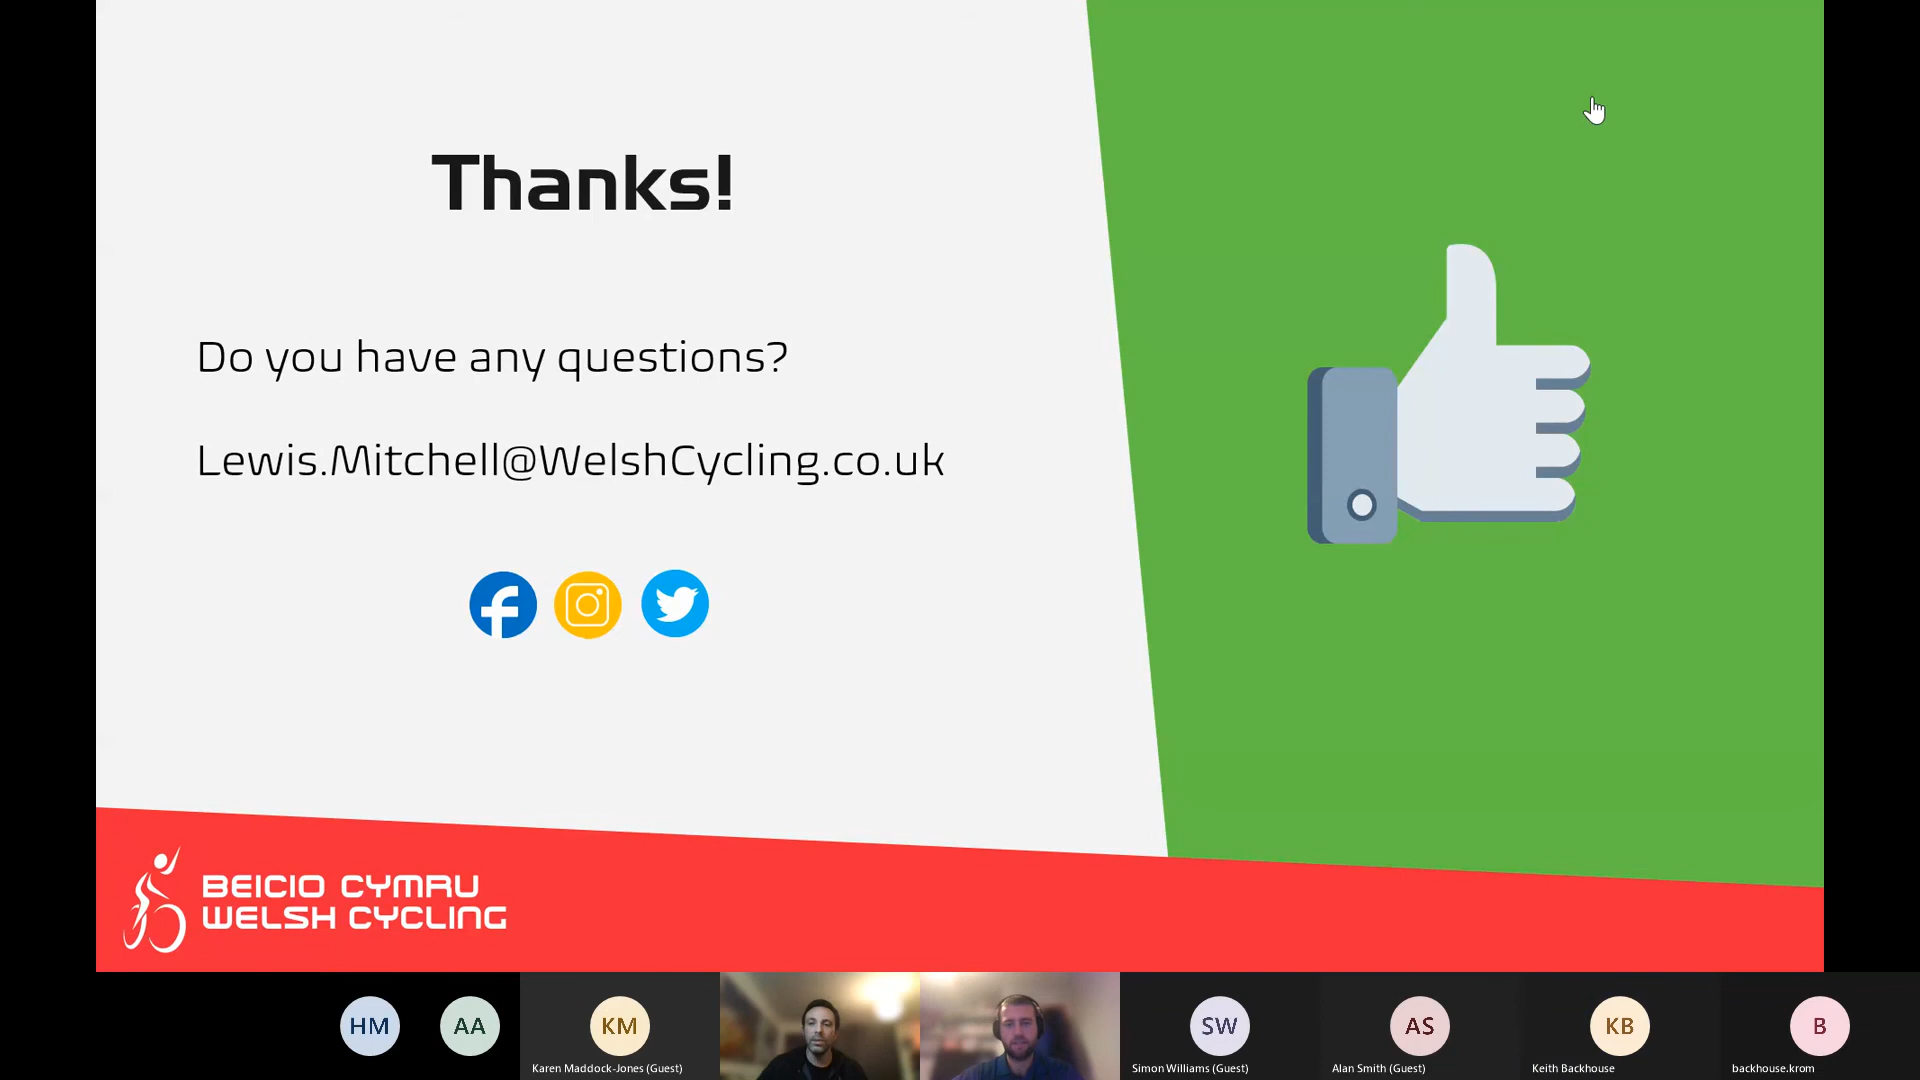 Thanks!
Do you have any questions?
Lewis.Mitchell@WelshCycling.co.uk
BEICIO CYMRU
WELSH CYCLING
HM
AA
KM
Karen Maddock-Jones (Guest)
SW
Simon Williams (Guest)
AS
Alan Smith (Guest)
KB
Keith Backhouse
B
backhouse.krom